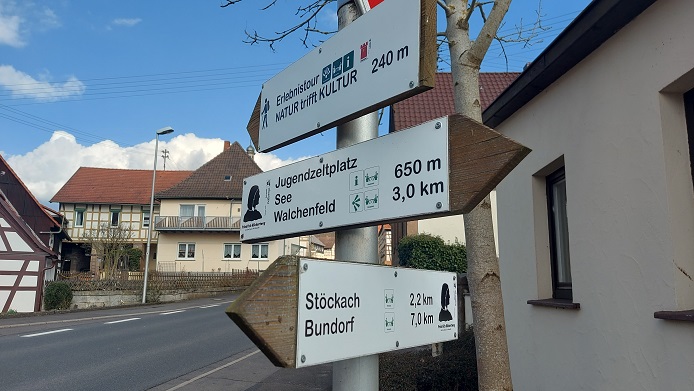 Erlebnistour
NATUR trifft KULTUR 240 m
Jugendzeltplatz
See 650 m
Walchenfeld 3,0 km
Stöckach 2,2 km
Bundorf 7,0 km